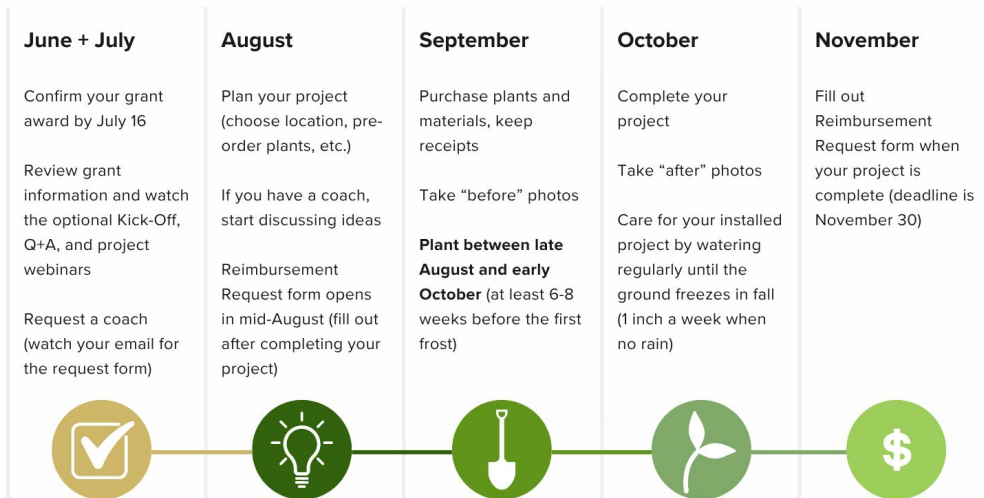 June + July
Confirm your grant
award by July 16
Review grant
information and watch
the optional Kick-Off,
Q+A, and project
webinars
Request a coach
(watch your email for
the request form)
August
Plan your project
(choose location, pre-
order plants, etc.)
If you have a coach,
start discussing ideas
Reimbursement
Request form opens
in mid-August (fill out
after completing your
project)
September
Purchase plants and
materials, keep
receipts
Take “before” photos
Plant between late
August and early
October (at least 6-8
weeks before the first
frost)
October
Complete your
project
Take “after” photos
Care for your installed
project by watering
regularly until the
ground freezes in fall
(1 inch a week when
no rain)
November
Fill out
Reimbursement
Request form when
your project is
complete (deadline is
November 30)
$